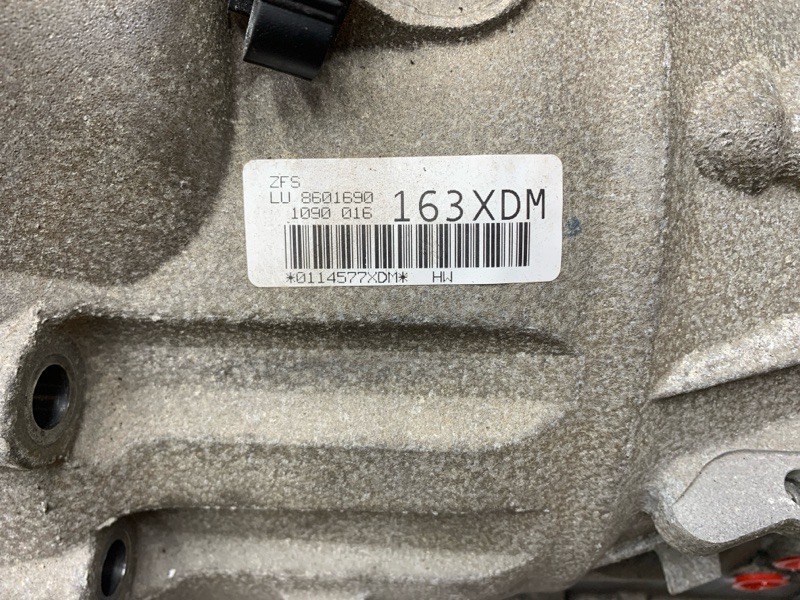 ZFS
LU 8601690
1090 016 163XDM
*0114577XDM* HW